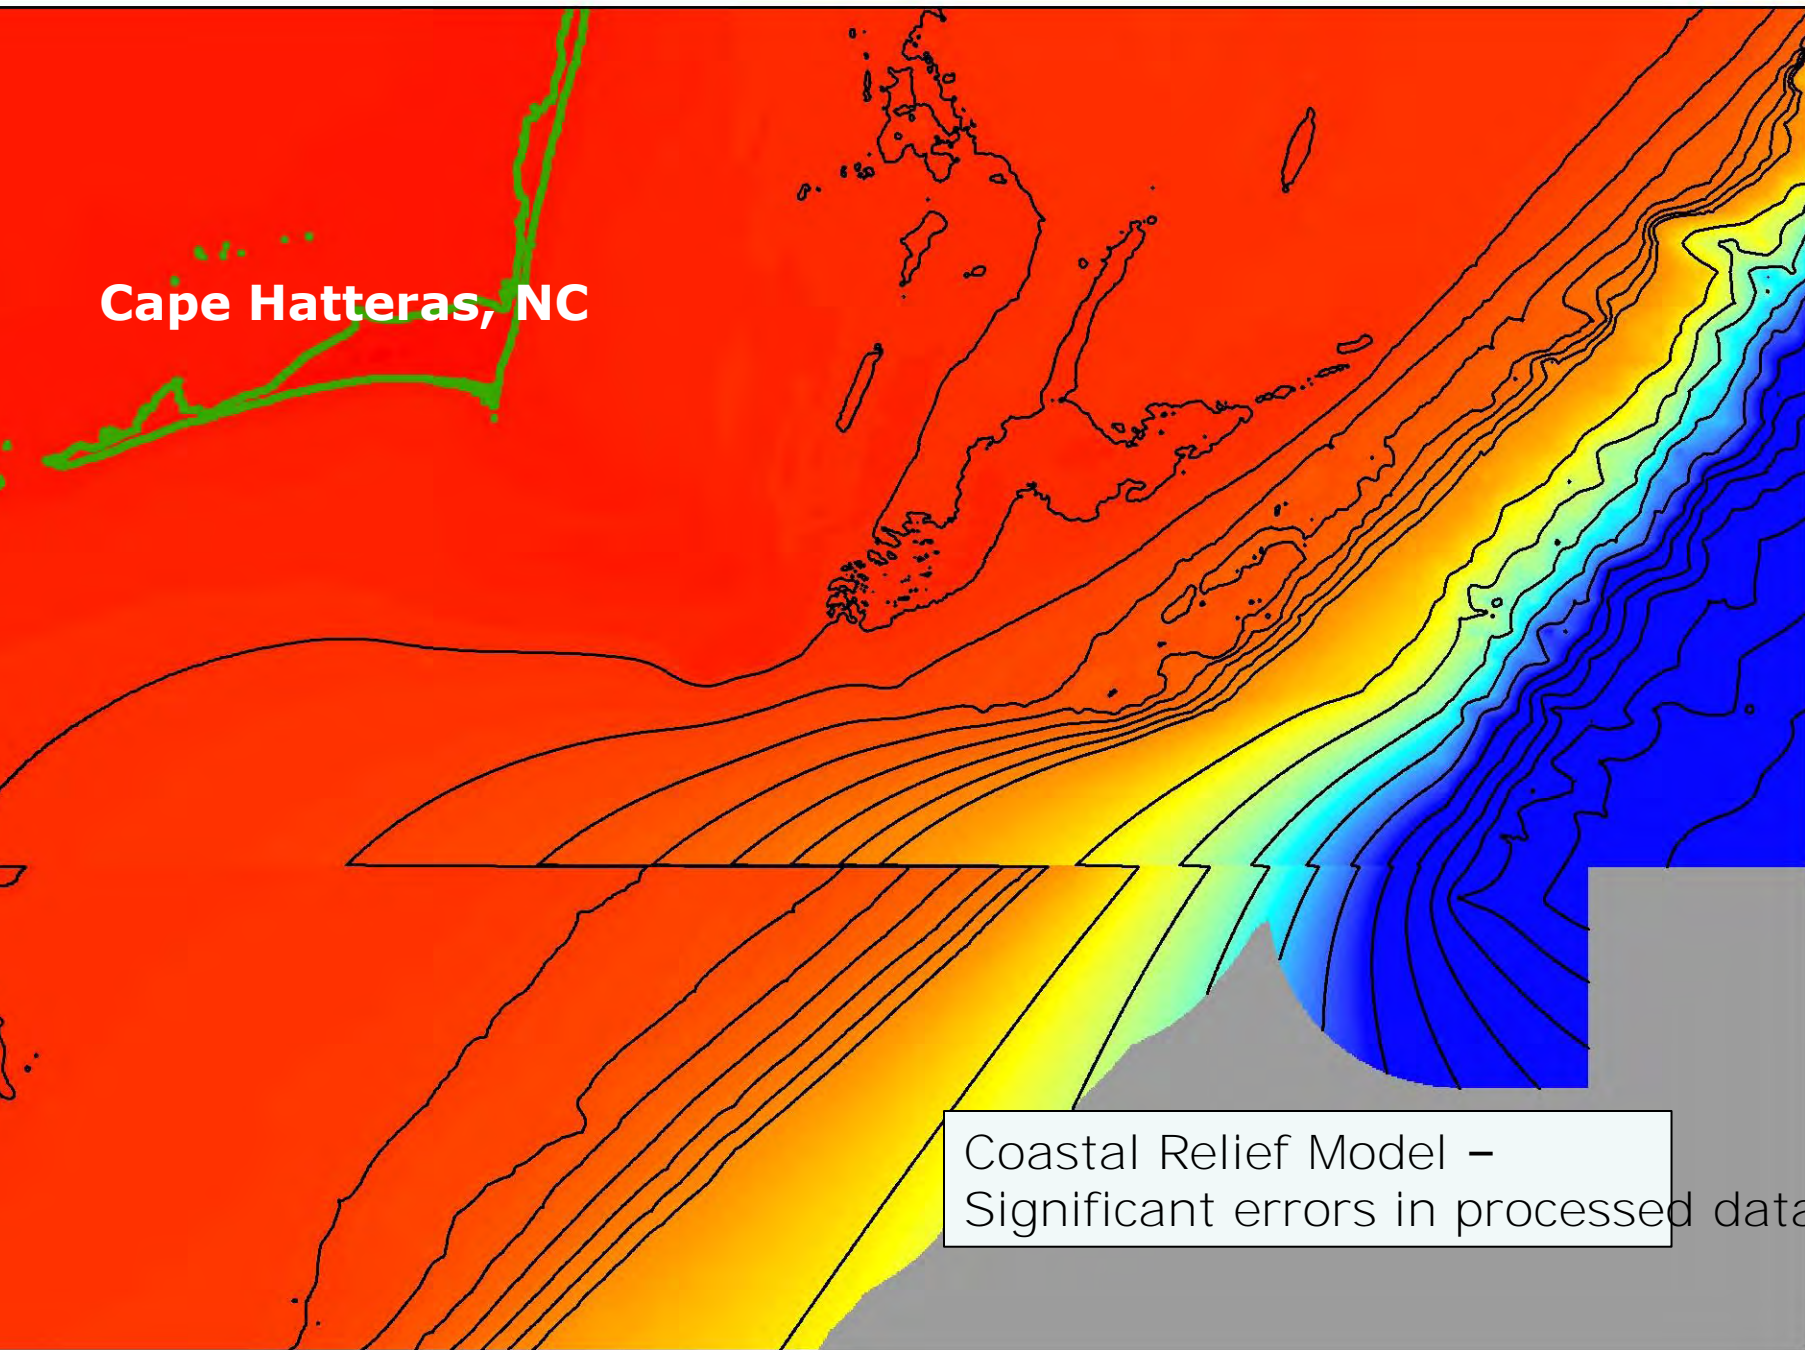 Cape Hatteras, NC
Coastal Relief Model –
Significant errors in processed data